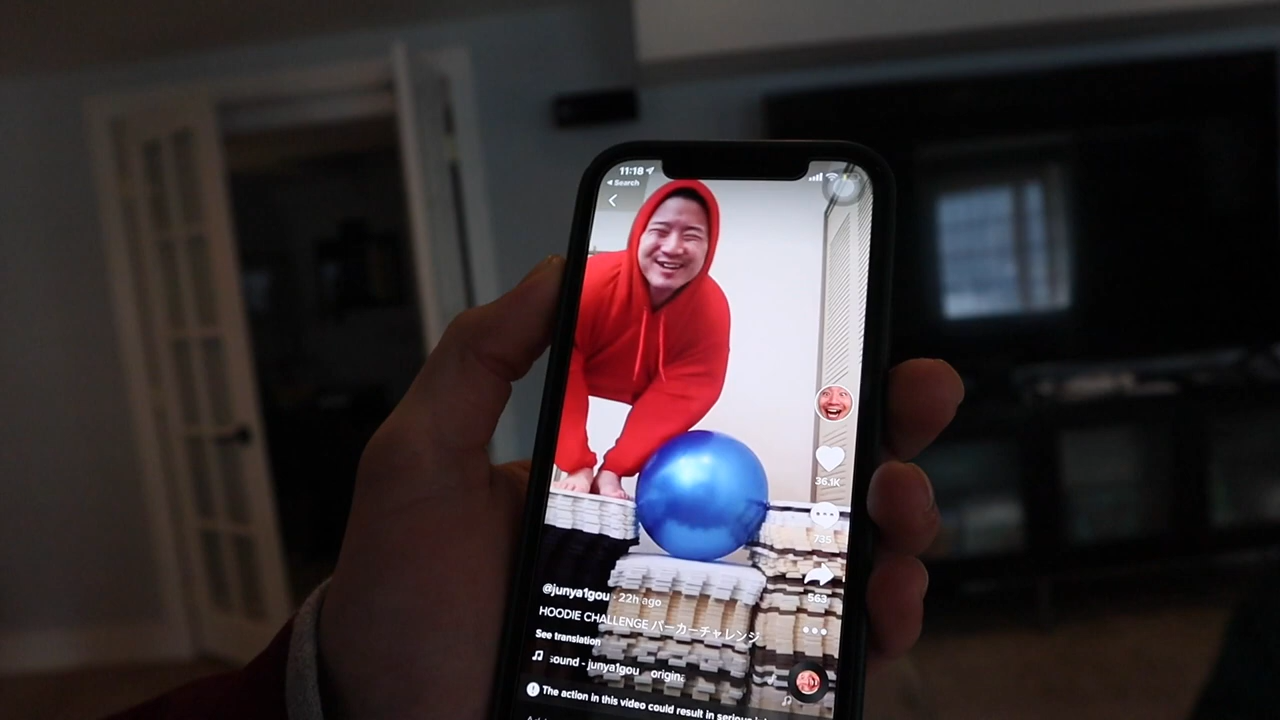 11:18
Search
36.1K
735
563
@junya1gou · 22h ago
HOODIE CHALLENGE パーカーチャレンジ
See translation
sound - junya1gou origina
The action in this video could result in serious